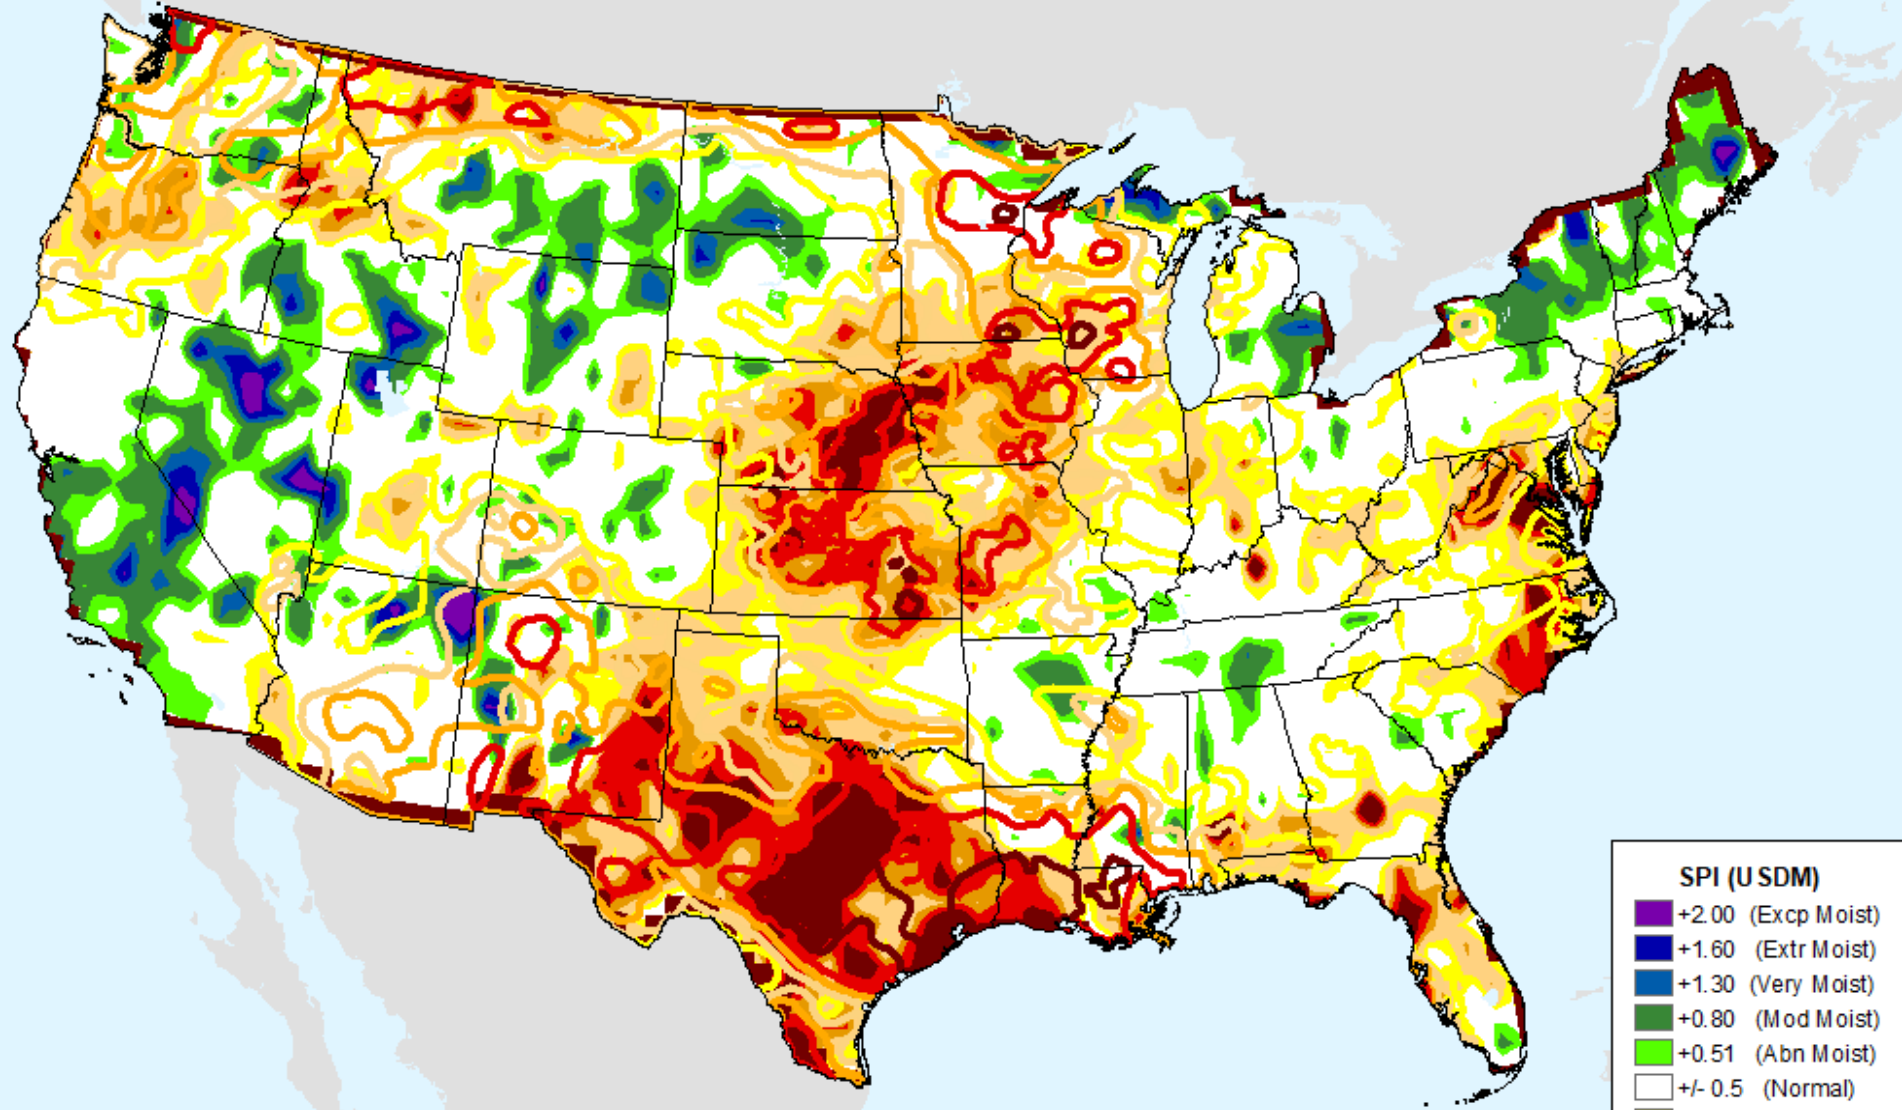 SPI (USDM)
+2.00 (Excp Moist)
+1.60 (Extr Moist)
+1.30 (Very Moist)
+0.80 (Mod Moist)
+0.51 (Abn Moist)
+/- 0.5 (Normal)